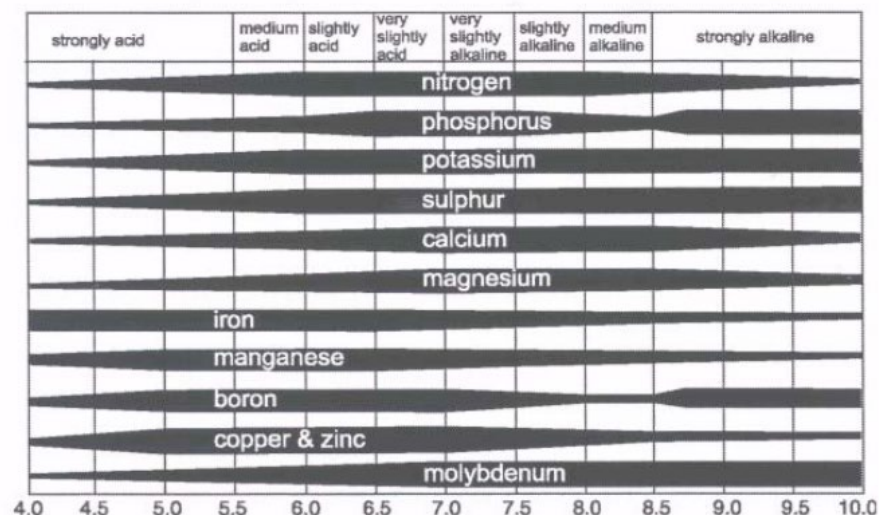 strongly acid
medium acid
slightly acid
very slightly acid
very slightly alkaline
slightly alkaline
medium alkaline
strongly alkaline
nitrogen
phosphorus
potassium
sulphur
calcium
magnesium
iron
manganese
boron
copper & zinc
molybdenum
4.0 4.5 5.0 5.5 6.0 6.5 7.0 7.5 8.0 8.5 9.0 9.5 10.0